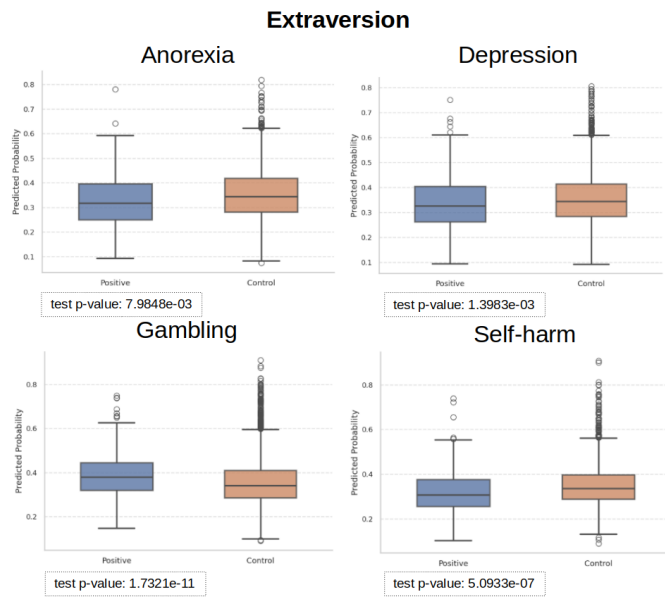 Extraversion
Anorexia
Predicted Probability
0.8
0.7
0.6
0.5
0.4
0.3
0.2
0.1
Positive
Control
test p-value: 7.9848e-03
Depression
Predicted Probability
0.8
0.7
0.6
0.5
0.4
0.3
0.2
0.1
Positive
Control
test p-value: 1.3983e-03
Gambling
Predicted Probability
0.8
0.6
0.4
0.2
Positive
Control
test p-value: 1.7321e-11
Self-harm
Predicted Probability
0.8
0.6
0.4
0.2
Positive
Control
test p-value: 5.0933e-07